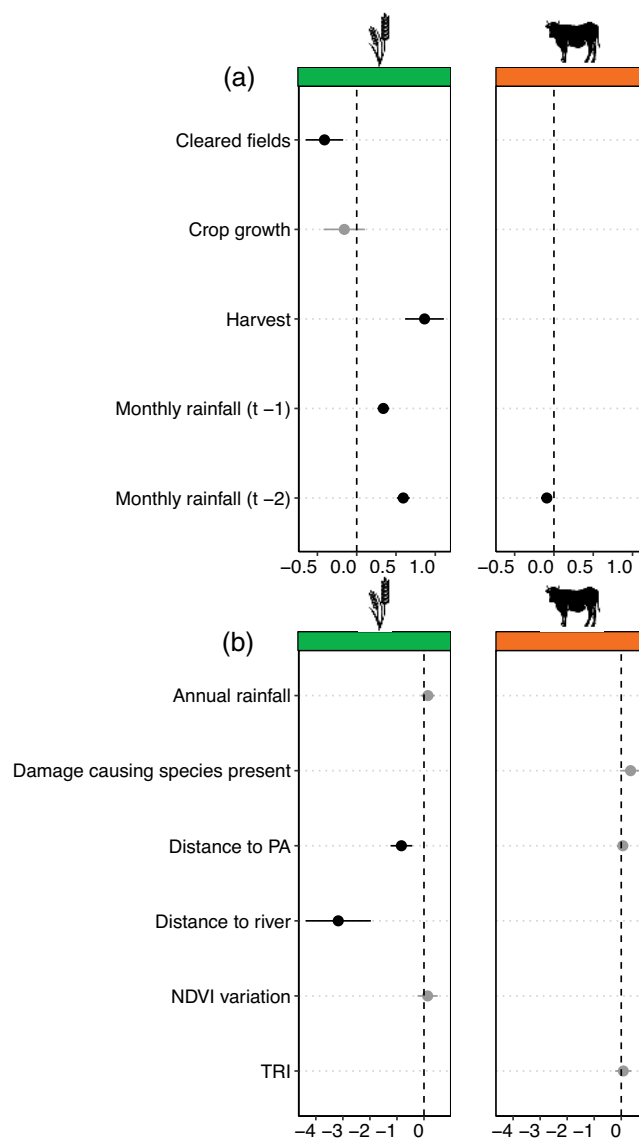 (a)
Cleared fields
Crop growth
Harvest
Monthly rainfall (t −1)
Monthly rainfall (t −2)
−0.5 0.0 0.5 1.0 −0.5 0.0 0.5 1.0
(b)
Annual rainfall
Damage causing species present
Distance to PA
Distance to river
NDVI variation
TRI
−4 −3 −2 −1 0 −4 −3 −2 −1 0